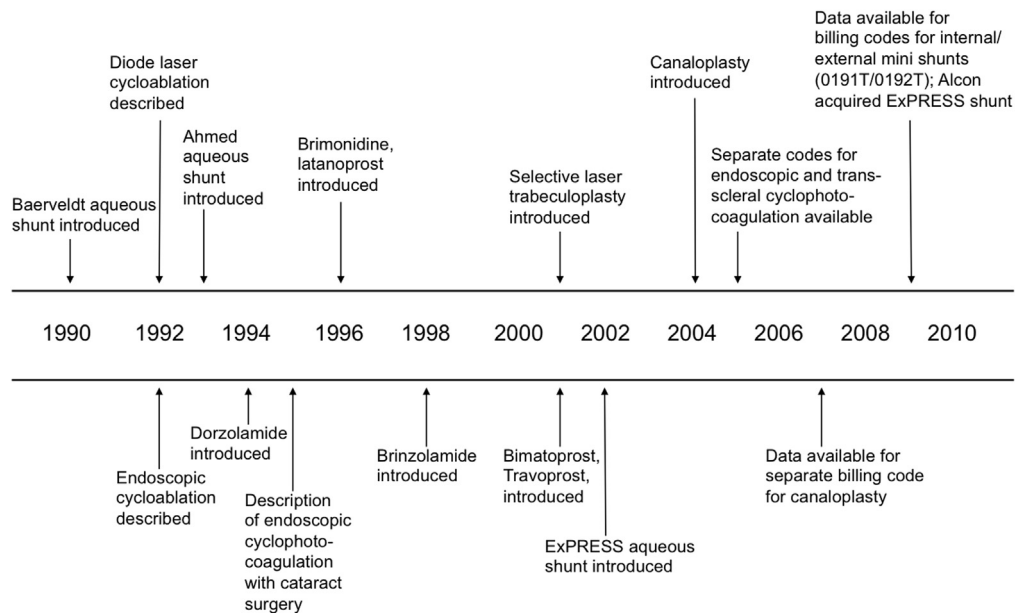 Baerveldt aqueous
shunt introduced
Diode laser
cycloablation
described
Ahmed
aqueous
shunt
introduced
Brimonidine,
latanoprost
introduced
Selective laser
trabeculoplasty
introduced
Canaloplasty
introduced
Separate codes for
endoscopic and trans-
scleral cyclophoto-
coagulation available
Data available for
billing codes for internal/
external mini shunts
(0191T/0192T); Alcon
acquired ExPRESS shunt
1990 1992 1994 1996 1998 2000 2002 2004 2006 2008 2010
Endoscopic
cycloablation
described
Dorzolamide
introduced
Description
of endoscopic
cyclophoto-
coagulation
with cataract
surgery
Brinzolamide
introduced
Bimatoprost,
Travoprost,
introduced
ExPRESS aqueous
shunt introduced
Data available for
separate billing code
for canaloplasty